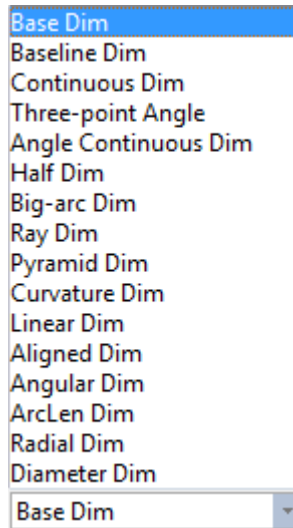 Base Dim
Baseline Dim
Continuous Dim
Three-point Angle
Angle Continuous Dim
Half Dim
Big-arc Dim
Ray Dim
Pyramid Dim
Curvature Dim
Linear Dim
Aligned Dim
Angular Dim
ArcLen Dim
Radial Dim
Diameter Dim
Base Dim